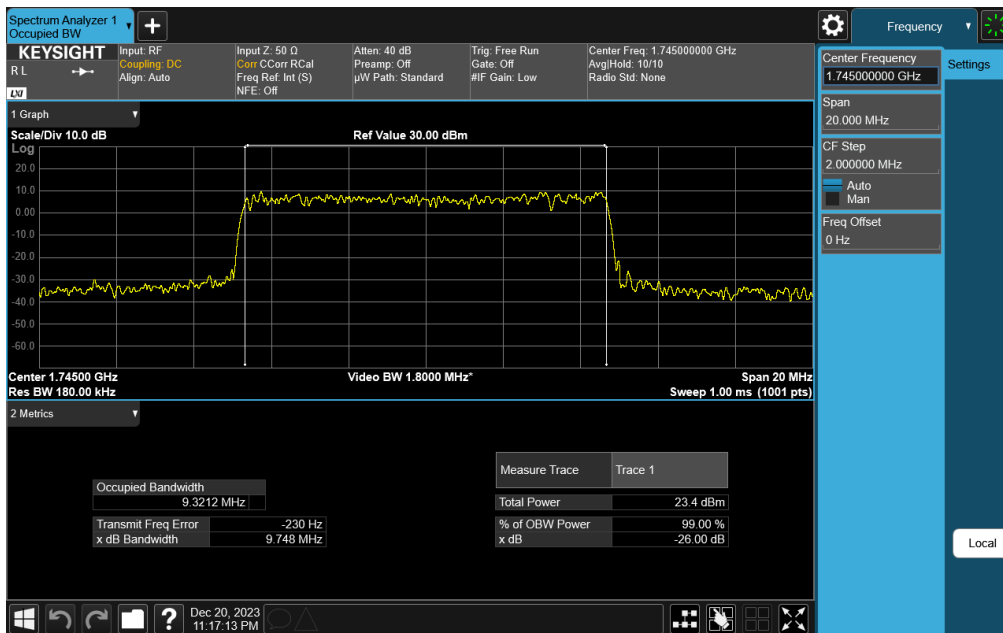 Spectrum Analyzer 1
Occupied BW
+
Frequency
KEYSIGHT
R L
LXI
Input: RF
Coupling: DC
Align: Auto
Input Z: 50 Ω
Corr CCorr RCal
Freq Ref: Int (S)
NFE: Off
Atten: 40 dB
Preamp: Off
µW Path: Standard
Trig: Free Run
Gate: Off
#IF Gain: Low
Center Freq: 1.745000000 GHz
Avg|Hold: 10/10
Radio Std: None
Center Frequency
1.745000000 GHz
Settings
Span
20.000 MHz
CF Step
2.000000 MHz
Auto
Man
Freq Offset
0 Hz
Local
1 Graph
Scale/Div 10.0 dB
Ref Value 30.00 dBm
Log
20.0
10.0
0.00
-10.0
-20.0
-30.0
-40.0
-50.0
-60.0
Center 1.74500 GHz
Video BW 1.8000 MHz*
Span 20 MHz
Res BW 180.00 kHz
Sweep 1.00 ms (1001 pts)
2 Metrics
Occupied Bandwidth
9.3212 MHz
Transmit Freq Error -230 Hz
x dB Bandwidth 9.748 MHz
Measure Trace Trace 1
Total Power 23.4 dBm
% of OBW Power 99.00 %
x dB -26.00 dB
?
Dec 20, 2023
11:17:13 PM